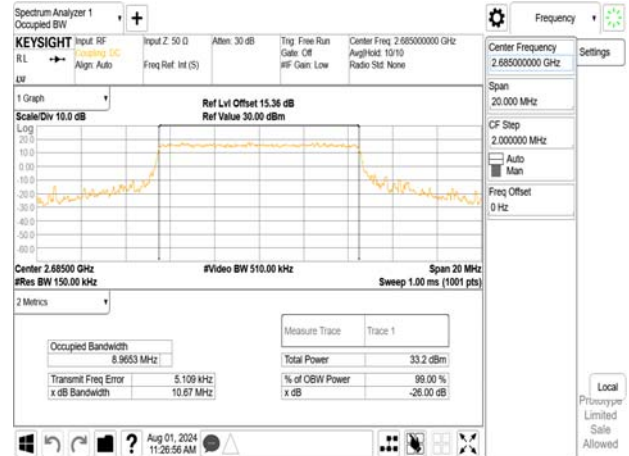 Spectrum Analyzer 1
Occupied BW
+
Frequency
KEYSIGHT
Input: RF
Coupling: DC
Align: Auto
Input Z: 50 Ω
Freq Ref: Int (S)
Atten: 30 dB
Trig: Free Run
Gate: Off
#IF Gain: Low
Center Freq: 2.685000000 GHz
Avg|Hold: 10/10
Radio Std: None
RL
Center Frequency
2.685000000 GHz
Settings
Span
20.000 MHz
CF Step
2.000000 MHz
Auto
Man
Freq Offset
0 Hz
1 Graph
Scale/Div 10.0 dB
Ref Lvl Offset 15.36 dB
Ref Value 30.00 dBm
Log
20.0
10.0
0.00
-10.0
-20.0
-30.0
-40.0
-50.0
-60.0
Center 2.68500 GHz
#Res BW 150.00 kHz
#Video BW 510.00 kHz
Span 20 MHz
Sweep 1.00 ms (1001 pts)
2 Metrics
Measure Trace Trace 1
Occupied Bandwidth
8.9653 MHz
Total Power 33.2 dBm
Transmit Freq Error 5.109 kHz
% of OBW Power 99.00 %
x dB Bandwidth 10.67 MHz
x dB -26.00 dB
Local
Prototype
Limited
Sale
Allowed
?
Aug 01, 2024
11:26:56 AM